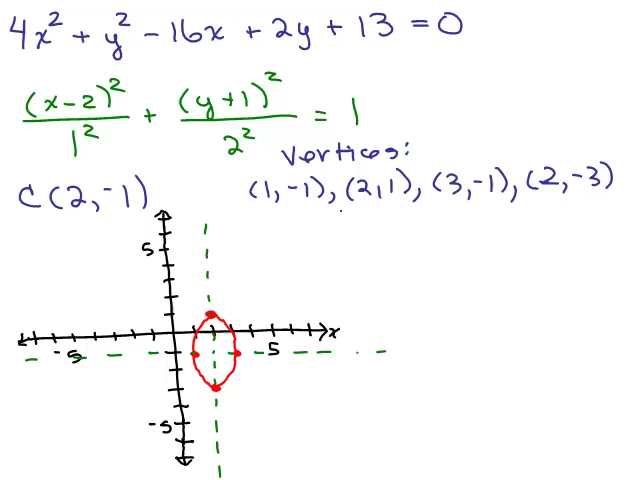 4x² + y² - 16x + 2y + 13 = 0
(x-2)²/1² + (y+1)²/2² = 1
Vertices:
C(2,-1) (1,-1), (2,1), (3,-1), (2,-3)
5
x
-5 5
-5